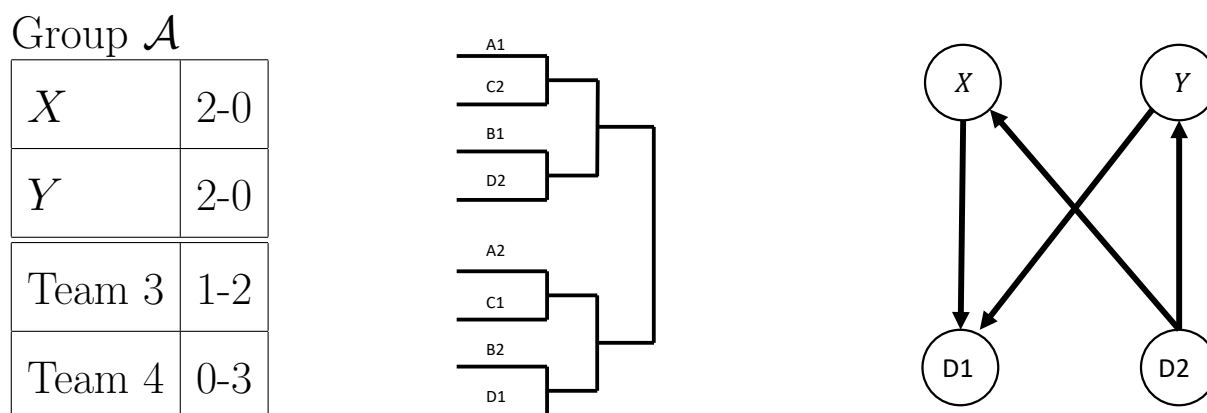 Group 𝓐
X 2-0
Y 2-0
Team 3 1-2
Team 4 0-3
A1
C2
B1
D2
A2
C1
B2
D1
X Y
D1 D2